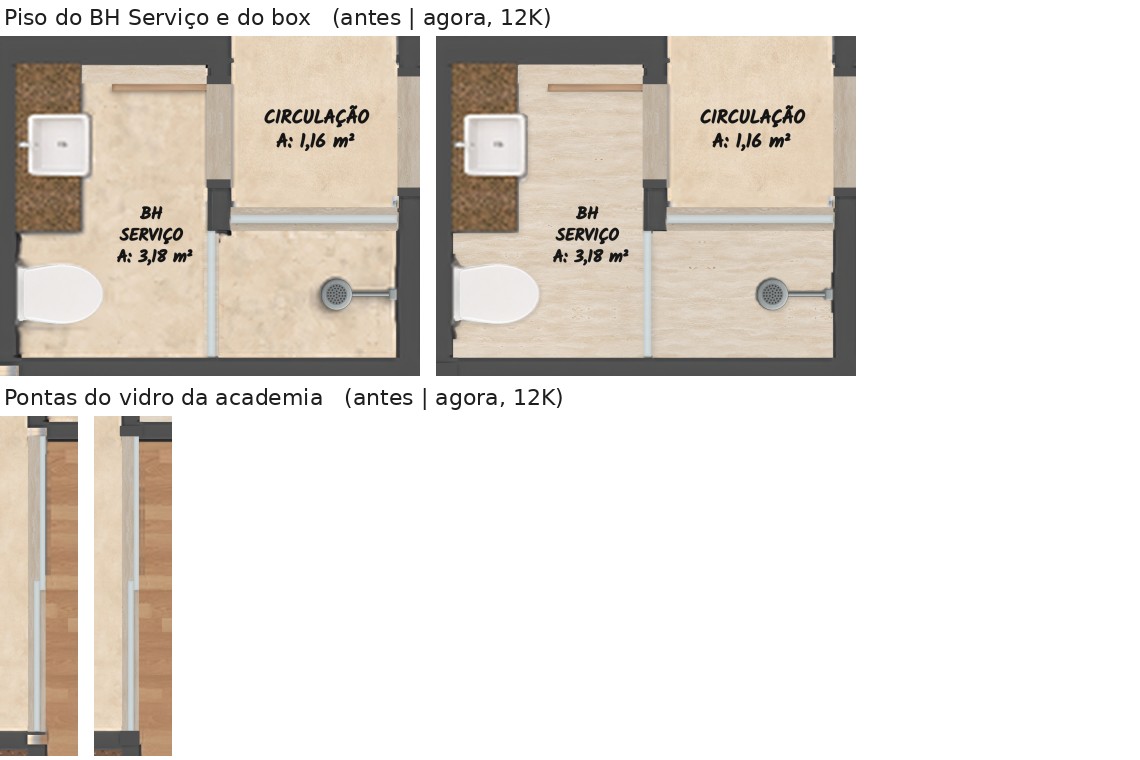 Piso do BH Serviço e do box (antes | agora, 12K)
CIRCULAÇÃO
A: 1,16 m²
BH
SERVIÇO
A: 3,18 m²
CIRCULAÇÃO
A: 1,16 m²
BH
SERVIÇO
A: 3,18 m²
Pontas do vidro da academia (antes | agora, 12K)